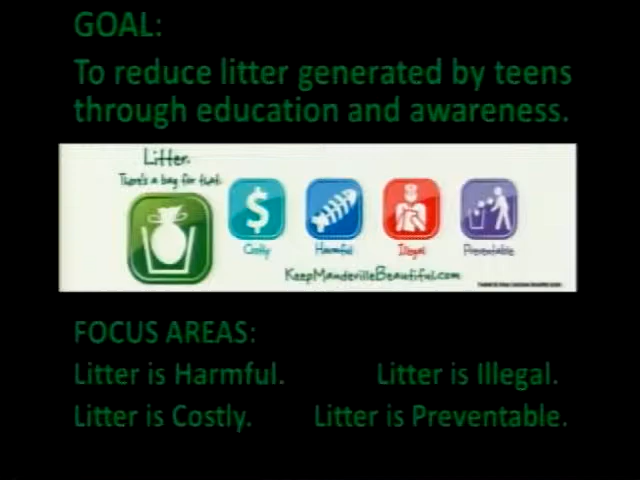 GOAL:
To reduce litter generated by teens
through education and awareness.
Litter.
There's a bag for that.
$
Costly Harmful Illegal Preventable
KeepMandevilleBeautiful.com
FOCUS AREAS:
Litter is Harmful. Litter is Illegal.
Litter is Costly. Litter is Preventable.